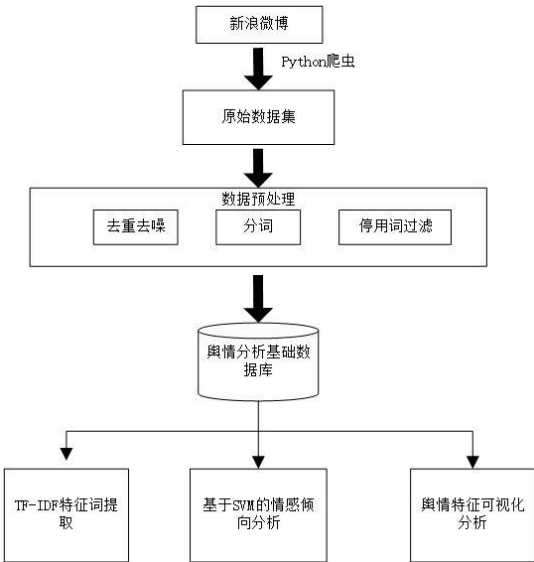 新浪微博
Python爬虫
原始数据集
数据预处理
去重去噪
分词
停用词过滤
舆情分析基础数
据库
TF-IDF特征词提
取
基于SVM的情感倾
向分析
舆情特征可视化
分析